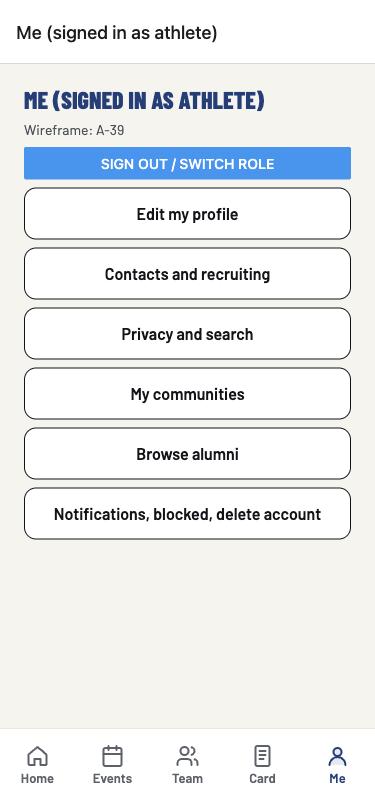 Me (signed in as athlete)
ME (SIGNED IN AS ATHLETE)
Wireframe: A-39
SIGN OUT / SWITCH ROLE
Edit my profile
Contacts and recruiting
Privacy and search
My communities
Browse alumni
Notifications, blocked, delete account
Home Events Team Card Me